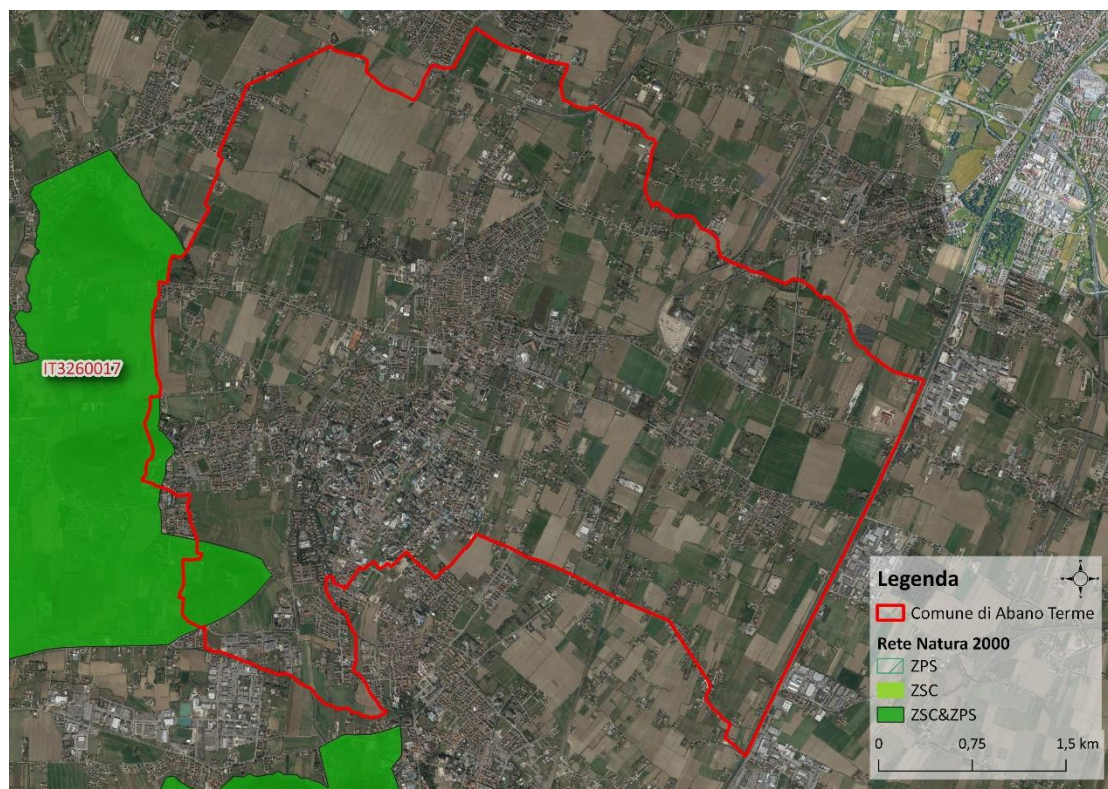 IT3260017
Legenda
Comune di Abano Terme
Rete Natura 2000
ZPS
ZSC
ZSC&ZPS
0 0,75 1,5 km